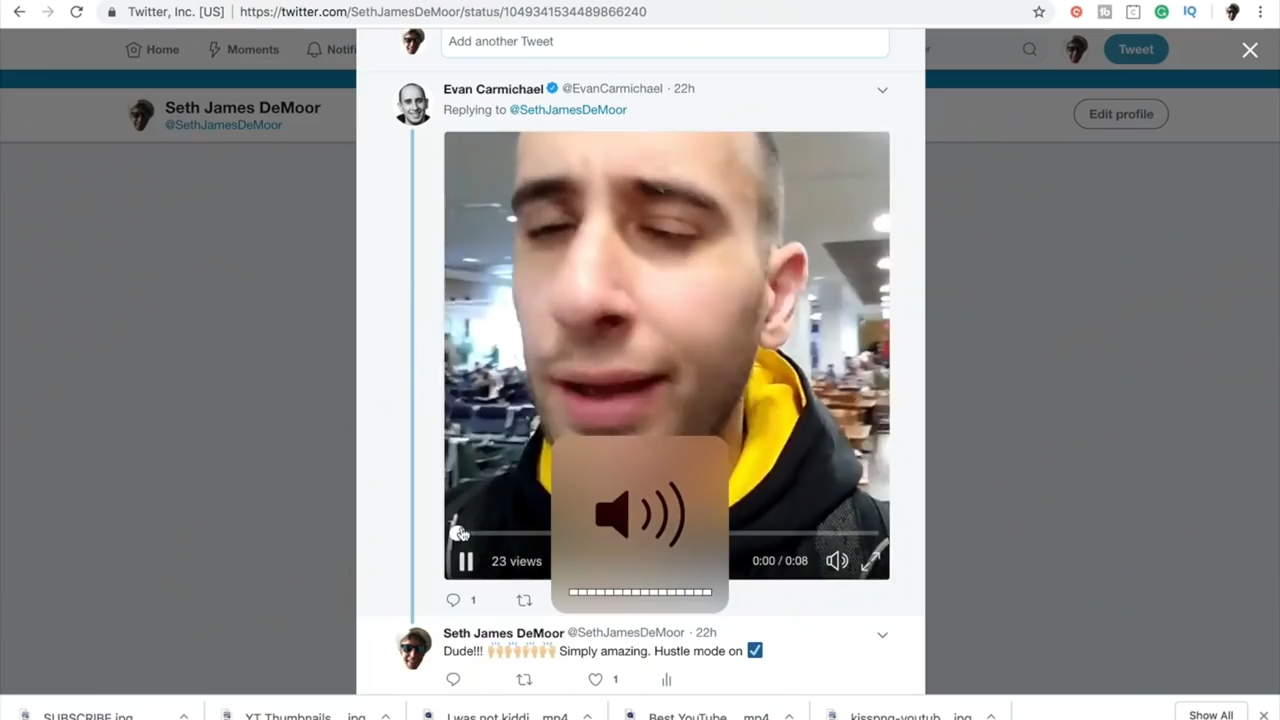 Twitter, Inc. [US]
https://twitter.com/SethJamesDeMoor/status/1049341534489866240
Home
Moments
Notifi
Tweet
Add another Tweet
Seth James DeMoor
@SethJamesDeMoor
Edit profile
Evan Carmichael @EvanCarmichael · 22h
Replying to @SethJamesDeMoor
23 views
0:00 / 0:08
1
Seth James DeMoor @SethJamesDeMoor · 22h
Dude!!! 🙌🏼🙌🏼🙌🏼🙌🏼🙌🏼 Simply amazing. Hustle mode on ☑️
1
SUBSCRIBE.jpg
YT Thumbnails....jpg
I was not kiddi....mp4
Best YouTube....mp4
kisspng-youtub...jpg
Show All